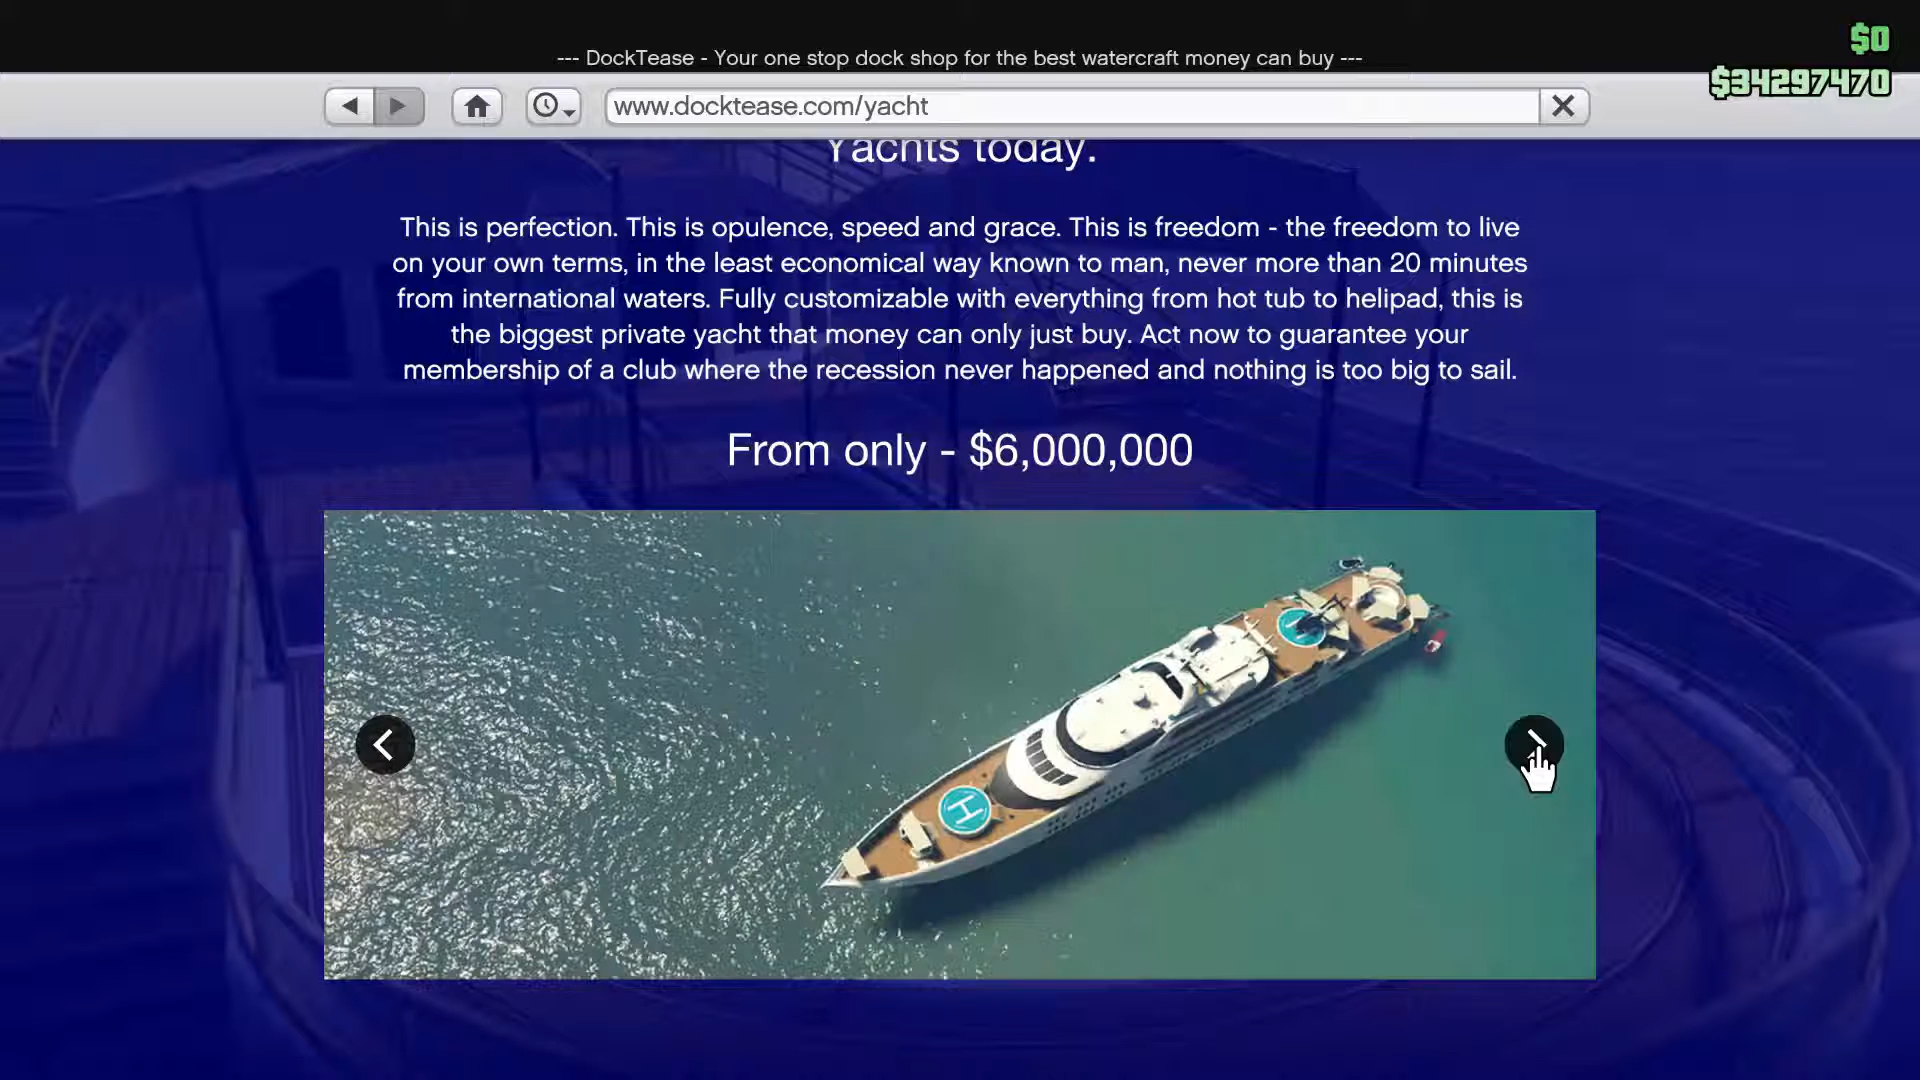 --- DockTease - Your one stop dock shop for the best watercraft money can buy ---
$0
$34297470
www.docktease.com/yacht
Yachts today.
This is perfection. This is opulence, speed and grace. This is freedom - the freedom to live
on your own terms, in the least economical way known to man, never more than 20 minutes
from international waters. Fully customizable with everything from hot tub to helipad, this is
the biggest private yacht that money can only just buy. Act now to guarantee your
membership of a club where the recession never happened and nothing is too big to sail.
From only - $6,000,000
H
H